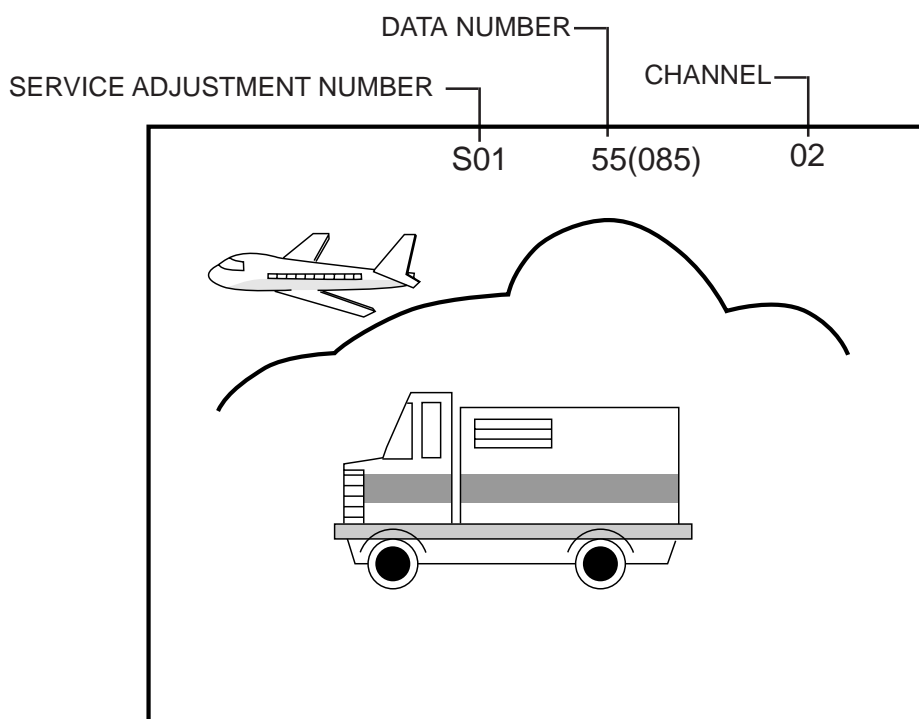 DATA NUMBER
CHANNEL
SERVICE ADJUSTMENT NUMBER
S01 55(085) 02